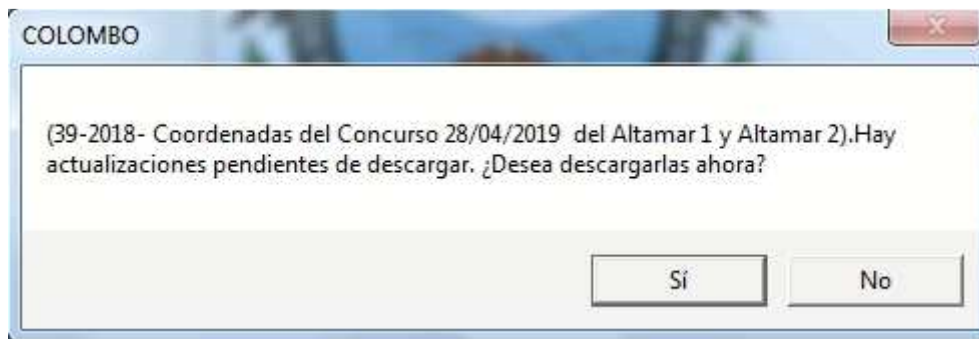 COLOMBO
(39-2018- Coordenadas del Concurso 28/04/2019  del Altamar 1 y Altamar 2).Hay
actualizaciones pendientes de descargar. ¿Desea descargarlas ahora?
Sí
No